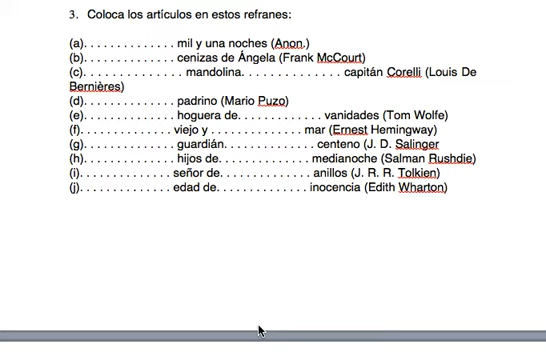 3. Coloca los artículos en estos refranes:
(a). . . . . . . . . . . . . . mil y una noches (Anon.)
(b). . . . . . . . . . . . . . cenizas de Ángela (Frank McCourt)
(c). . . . . . . . . . . . . . . mandolina. . . . . . . . . . . . . . . capitán Corelli (Louis De
Bernières)
(d). . . . . . . . . . . . . . padrino (Mario Puzo)
(e). . . . . . . . . . . . . . hoguera de. . . . . . . . . . . . . vanidades (Tom Wolfe)
(f). . . . . . . . . . . . . . viejo y . . . . . . . . . . . . . . mar (Ernest Hemingway)
(g). . . . . . . . . . . . . . guardián. . . . . . . . . . . . . . centeno (J. D. Salinger
(h). . . . . . . . . . . . . . hijos de. . . . . . . . . . . . . . medianoche (Salman Rushdie)
(i). . . . . . . . . . . . . . señor de. . . . . . . . . . . . . . anillos (J. R. R. Tolkien)
(j). . . . . . . . . . . . . . edad de. . . . . . . . . . . . . . inocencia (Edith Wharton)